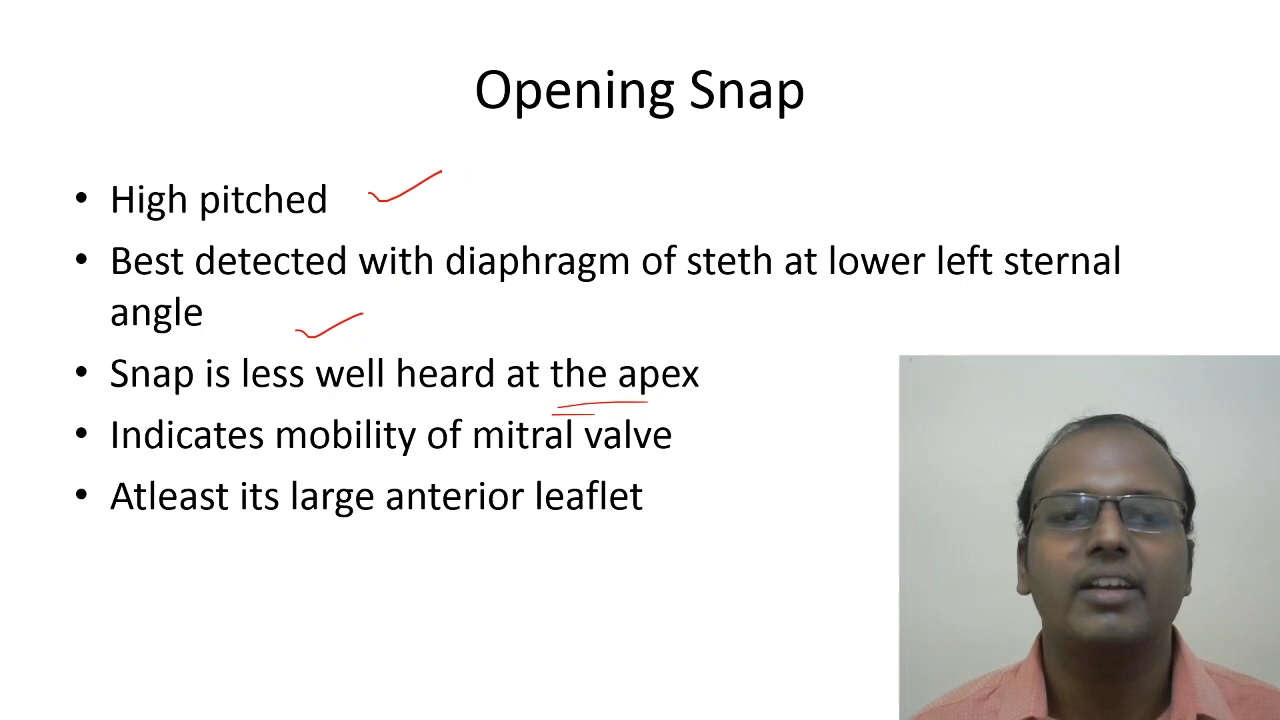 Opening Snap
• High pitched
• Best detected with diaphragm of steth at lower left sternal
angle
• Snap is less well heard at the apex
• Indicates mobility of mitral valve
• Atleast its large anterior leaflet